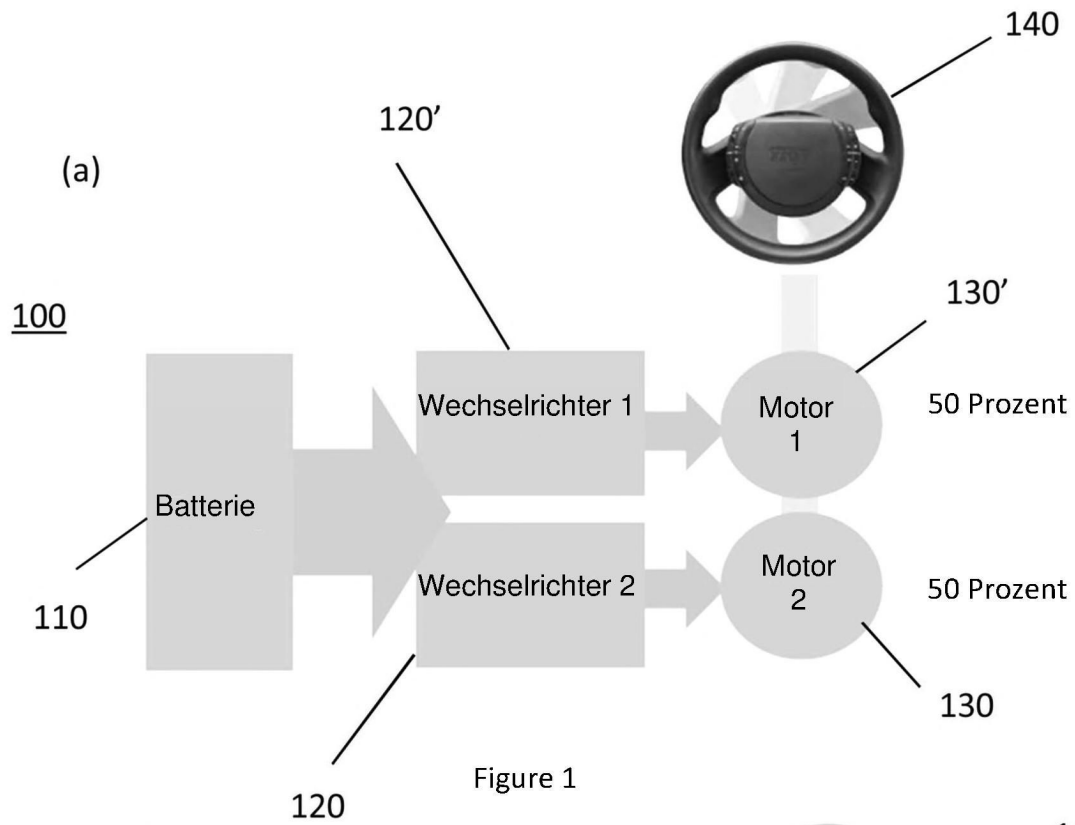 140
120’
(a)
130’
100
Wechselrichter 1
Motor
1
50 Prozent
Batterie
Wechselrichter 2
Motor
2
50 Prozent
110
130
Figure 1
120